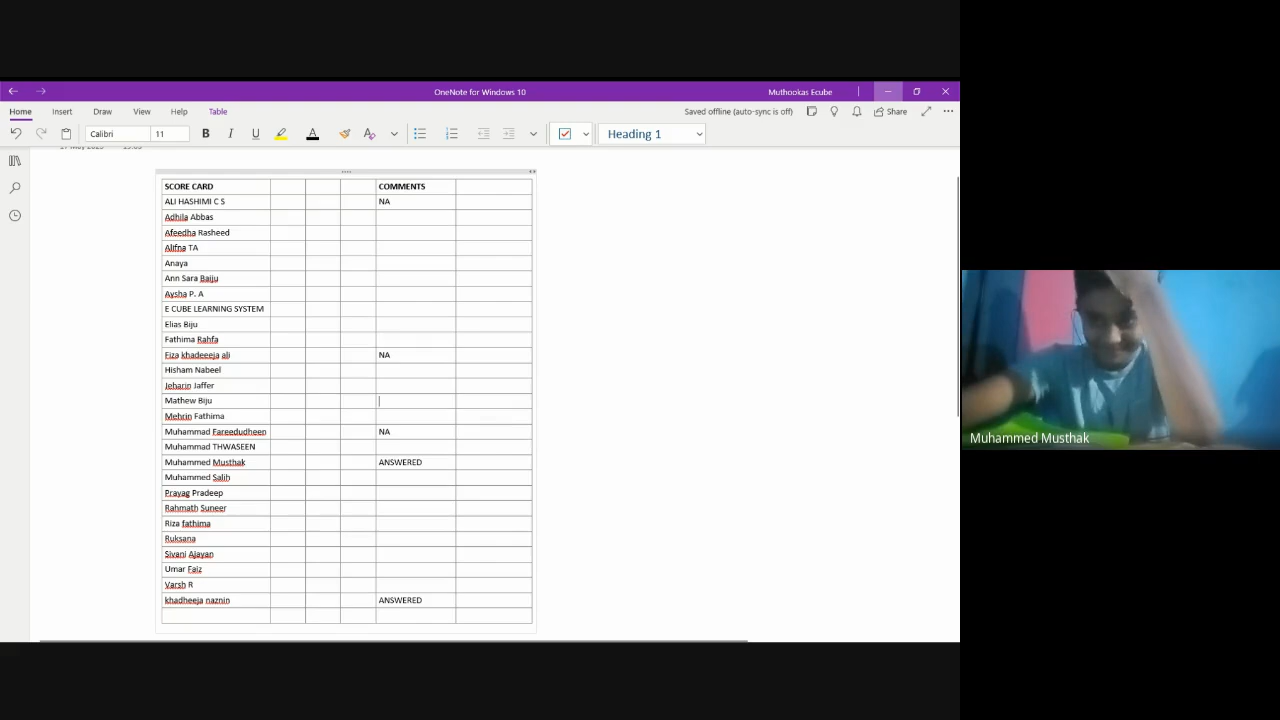 OneNote for Windows 10
Muthookas Ecube
Home Insert Draw View Help Table
Saved offline (auto-sync is off)
Share
Calibri 11 B I U A Heading 1
SCORE CARD COMMENTS
ALI HASHIMI C S NA
Adhila Abbas
Afeedha Rasheed
Alifna TA
Anaya
Ann Sara Baiju
Aysha P. A
E CUBE LEARNING SYSTEM
Elias Biju
Fathima Rahfa
Fiza khadeeeja ali NA
Hisham Nabeel
Jeharin Jaffer
Mathew Biju
Mehrin Fathima
Muhammad Fareedudheen NA
Muhammad THWASEEN
Muhammed Musthak ANSWERED
Muhammed Salih
Prayag Pradeep
Rahmath Suneer
Riza fathima
Ruksana
Sivani Ajayan
Umar Faiz
Varsh R
khadheeja naznin ANSWERED
Muhammed Musthak